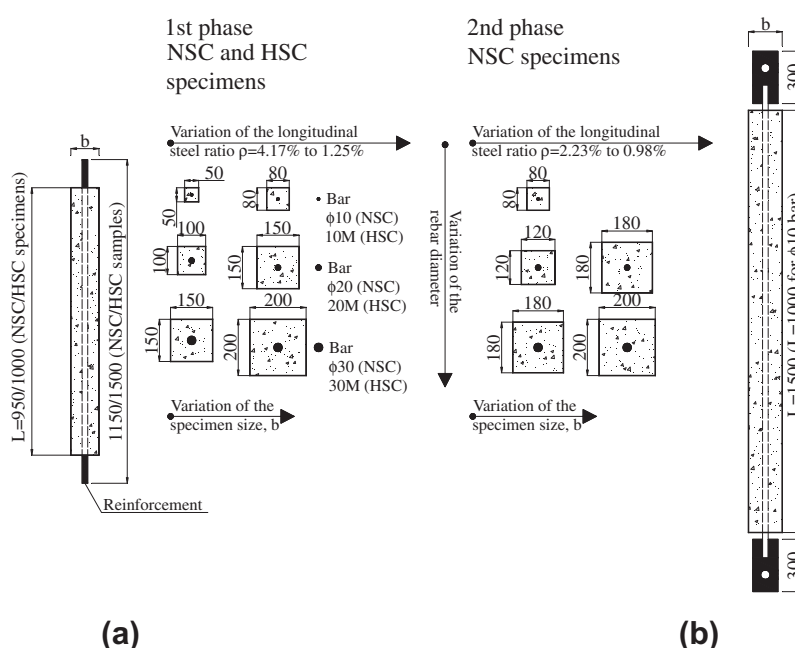 1st phase
NSC and HSC
specimens
2nd phase
NSC specimens
b
300
b
Variation of the longitudinal
steel ratio ρ=4.17% to 1.25%
Variation of the longitudinal
steel ratio ρ=2.23% to 0.98%
50
80
50
80
Bar
ϕ10 (NSC)
10M (HSC)
80
80
100
150
100
150
Bar
ϕ20 (NSC)
20M (HSC)
120
180
120
180
150
200
150
200
Bar
ϕ30 (NSC)
30M (HSC)
180
200
180
200
Variation of the
rebar diameter
L=950/1000 (NSC/HSC specimens)
1150/1500 (NSC/HSC samples)
L=1500 (L=1000 for ϕ10 bar)
Variation of the
specimen size, b
Variation of the
specimen size, b
Reinforcement
300
(a)
(b)